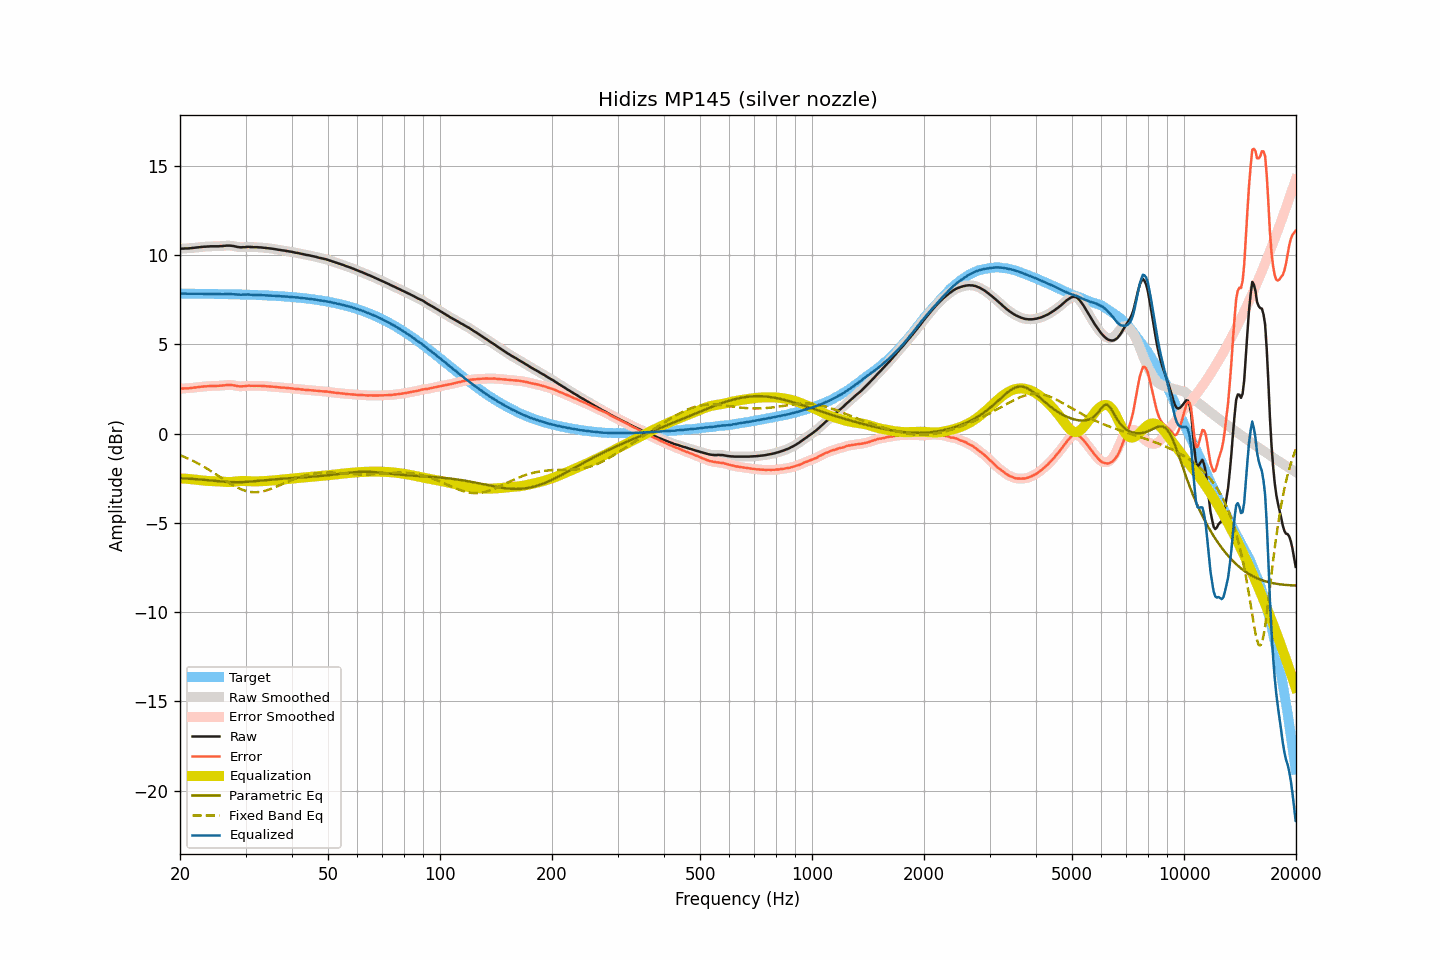 Hidizs MP145 (silver nozzle)
Amplitude (dBr)
15
10
5
0
−5
−10
−15
−20
Target
Raw Smoothed
Error Smoothed
Raw
Error
Equalization
Parametric Eq
Fixed Band Eq
Equalized
20 50 100 200 500 1000 2000 5000 10000 20000
Frequency (Hz)